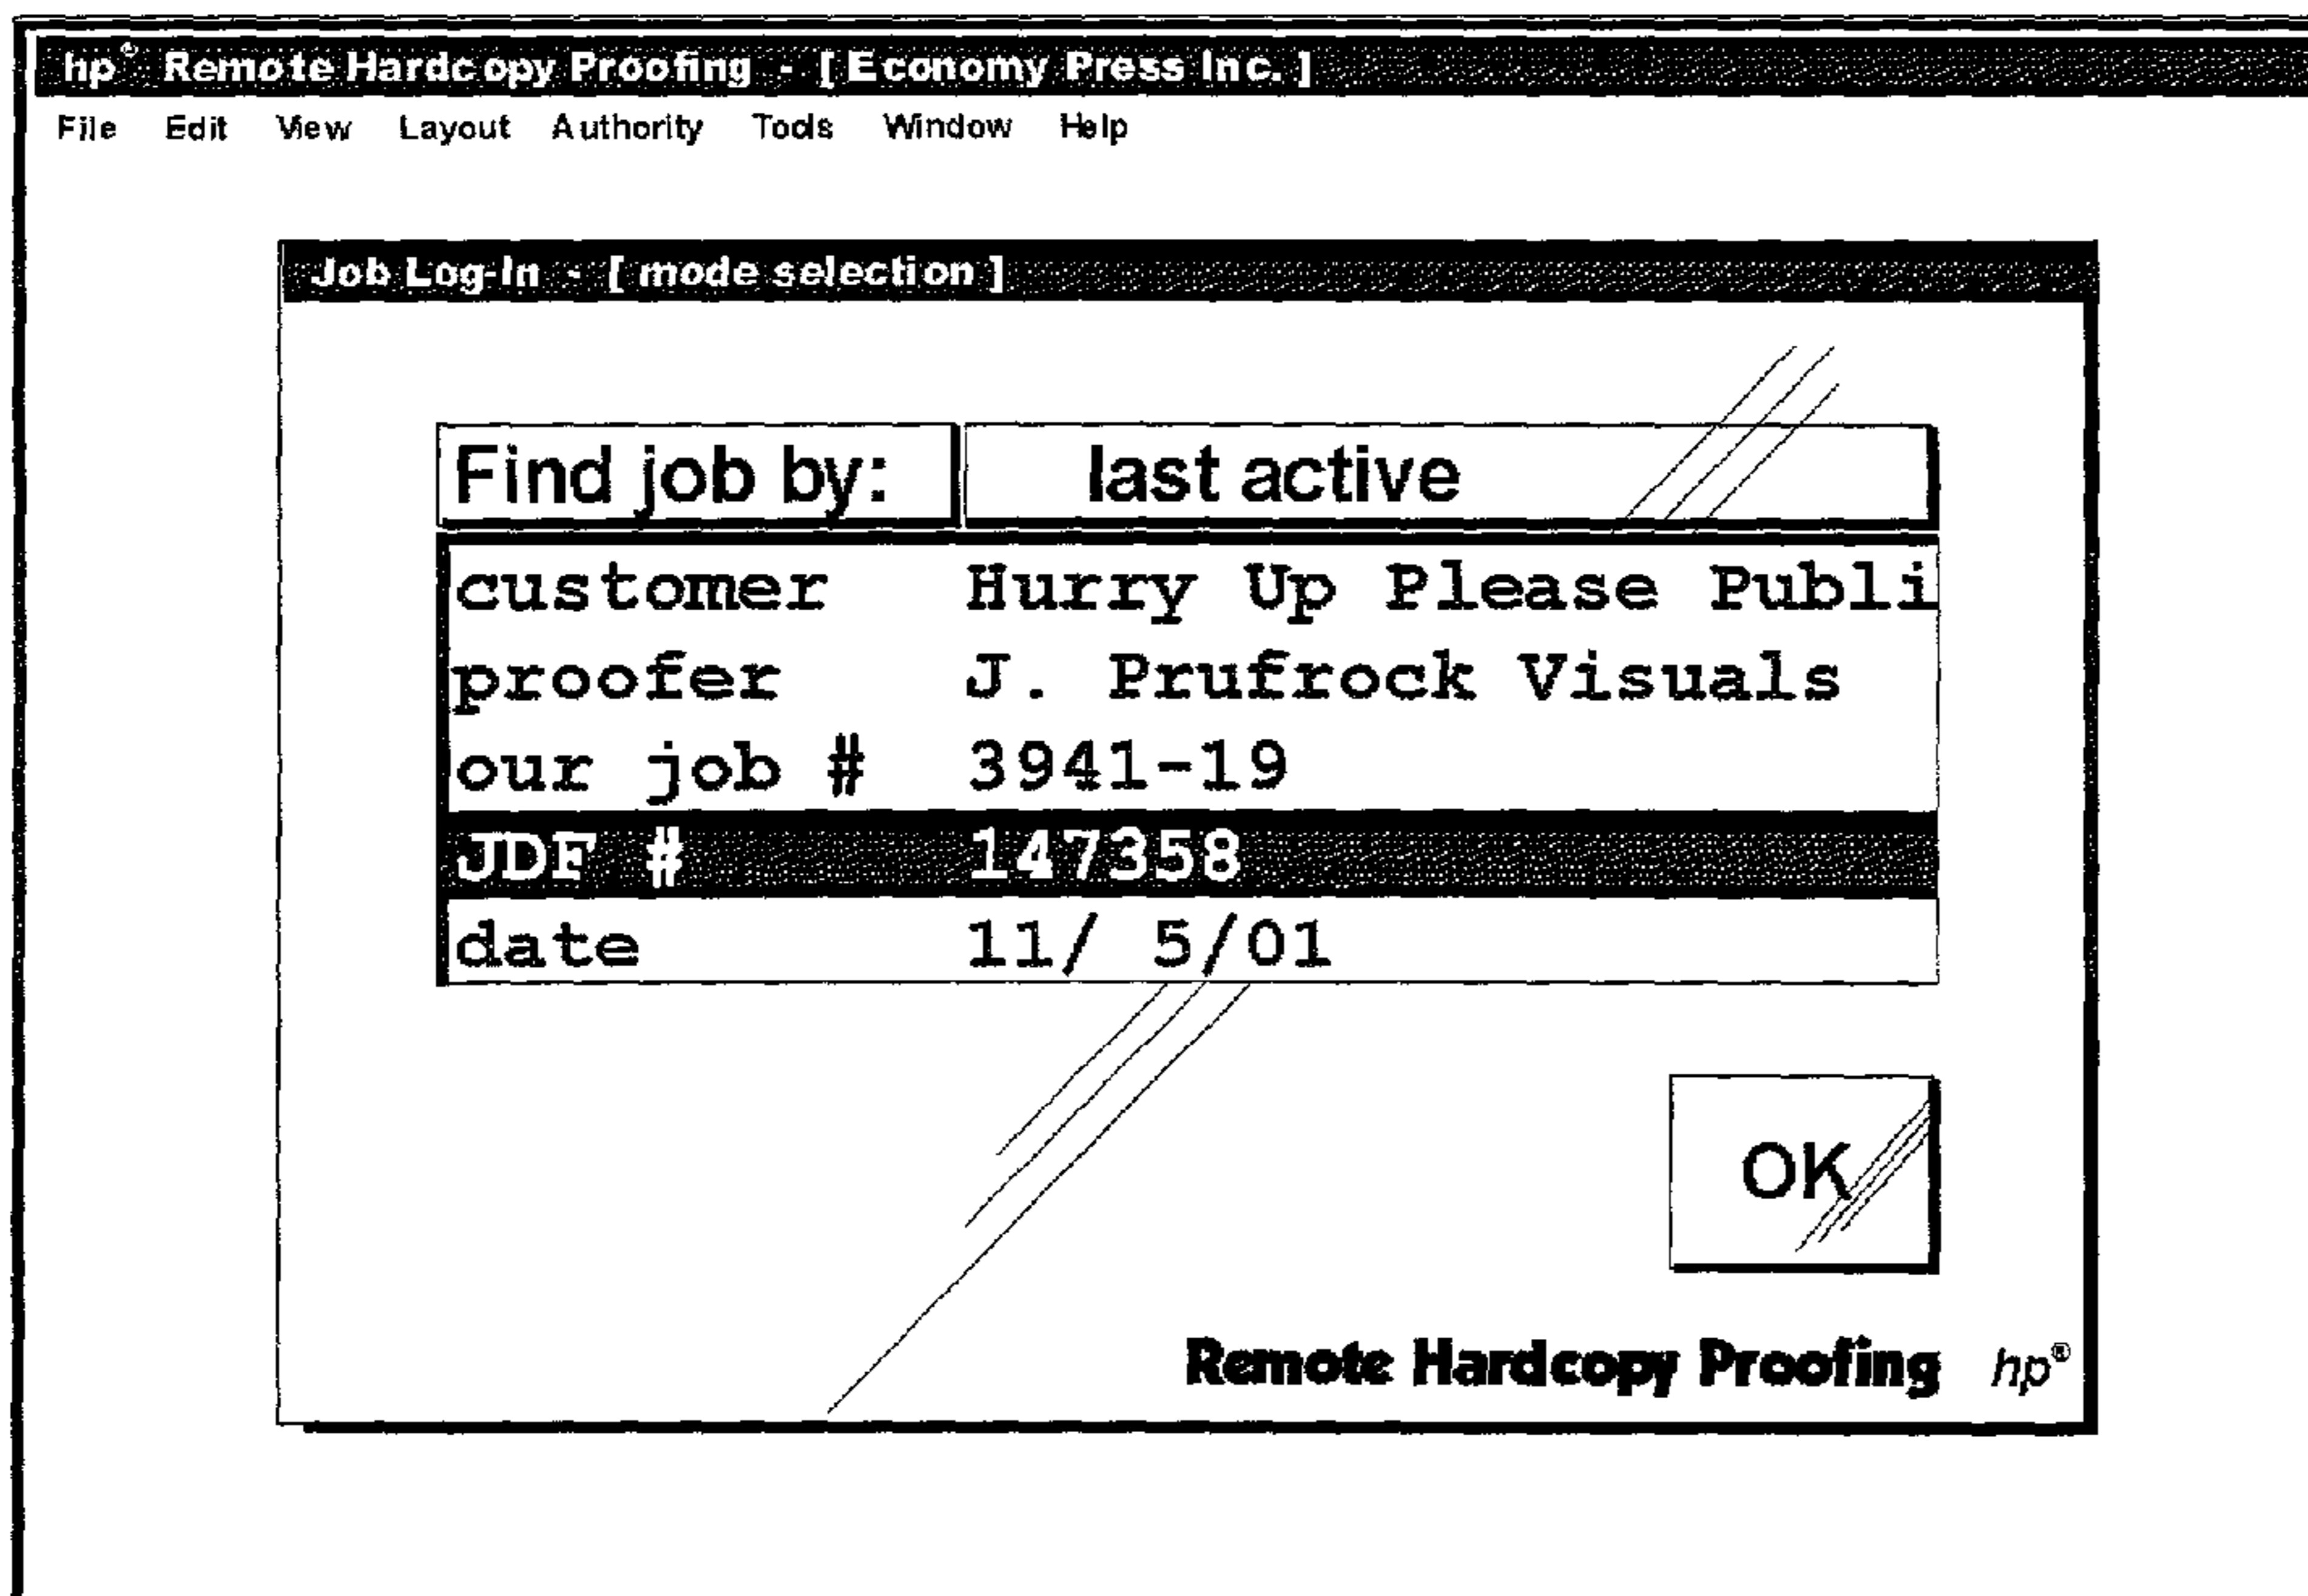 hp® Remote Hardcopy Proofing - [ Economy Press Inc. ]
File Edit View Layout Authority Tools Window Help
Job Log-In - [ mode selection ]
Find job by: last active
customer Hurry Up Please Publi
proofer J. Prufrock Visuals
our job # 3941-19
JDF # 147358
date 11/ 5/01
OK
Remote Hardcopy Proofing hp®